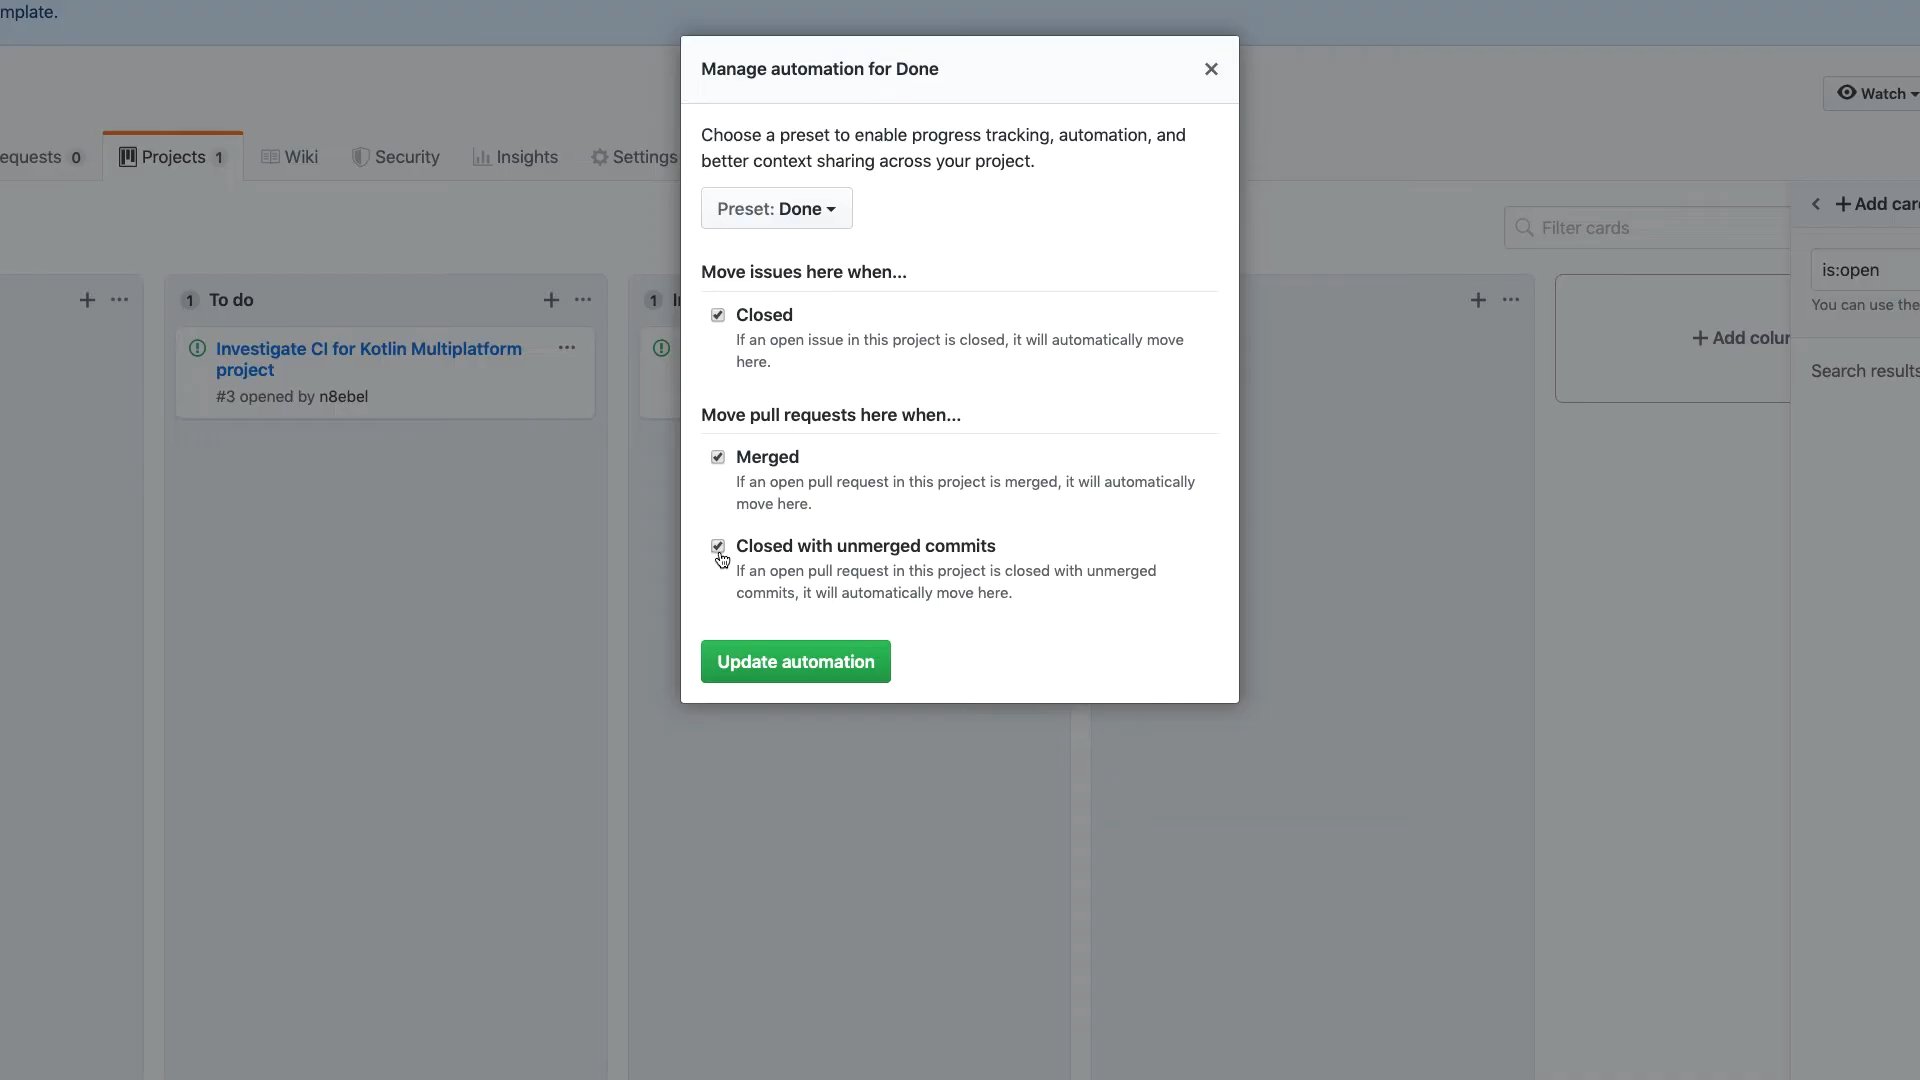 mplate.
Manage automation for Done
Watch
equests 0
Projects 1
Wiki
Security
Insights
Settings
Choose a preset to enable progress tracking, automation, and
better context sharing across your project.
Preset: Done
Filter cards
Add car
is:open
You can use the
Search results
Move issues here when...
Closed
If an open issue in this project is closed, it will automatically move
here.
Move pull requests here when...
Merged
If an open pull request in this project is merged, it will automatically
move here.
Closed with unmerged commits
If an open pull request in this project is closed with unmerged
commits, it will automatically move here.
Update automation
1 To do
Investigate CI for Kotlin Multiplatform
project
#3 opened by n8ebel
1
Add colu